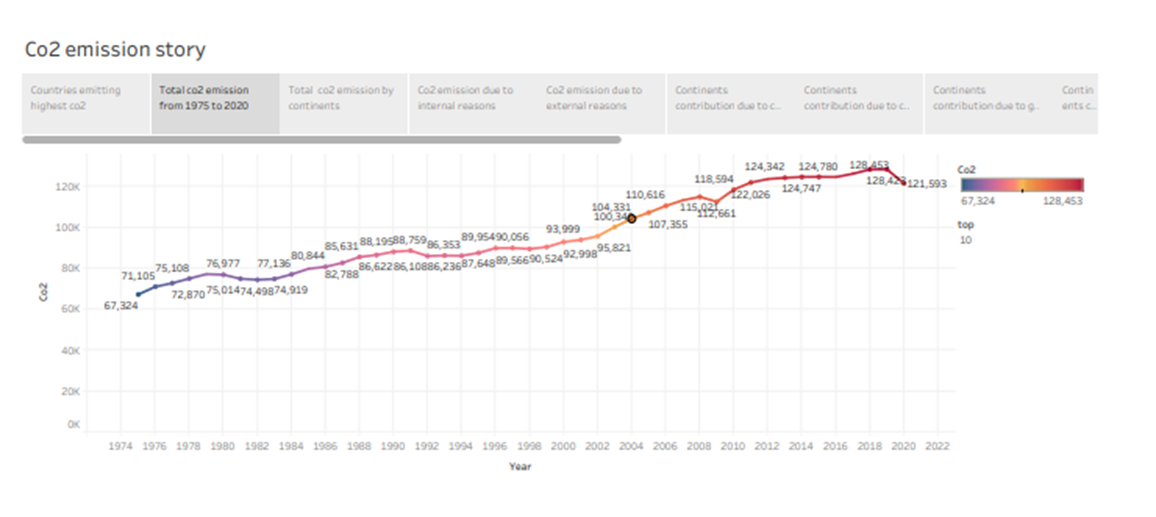 Co2 emission story
Countries emitting
highest co2
Total co2 emission
from 1975 to 2020
Total co2 emission by
continents
Co2 emission due to
internal reasons
Co2 emission due to
external reasons
Continents
contribution due to c...
Continents
contribution due to c...
Continents
contribution due to g..
Contin
ents c...
120K
100K
80K
60K
40K
20K
0K
Co2
67,324
71,105
72,870
75,108
76,977
75,014
74,498
74,919
77,136
80,844
82,788
85,631
86,622
88,195
88,759
86,108
86,353
86,236
87,648
89,954
90,056
89,566
90,524
93,999
92,998
95,821
100,34
104,331
107,355
110,616
115,021
118,594
112,661
122,026
124,342
124,747
124,780
128,453
128,423
121,593
1974 1976 1978 1980 1982 1984 1986 1988 1990 1992 1994 1996 1998 2000 2002 2004 2006 2008 2010 2012 2014 2016 2018 2020 2022
Year
Co2
67,324 128,453
top
10